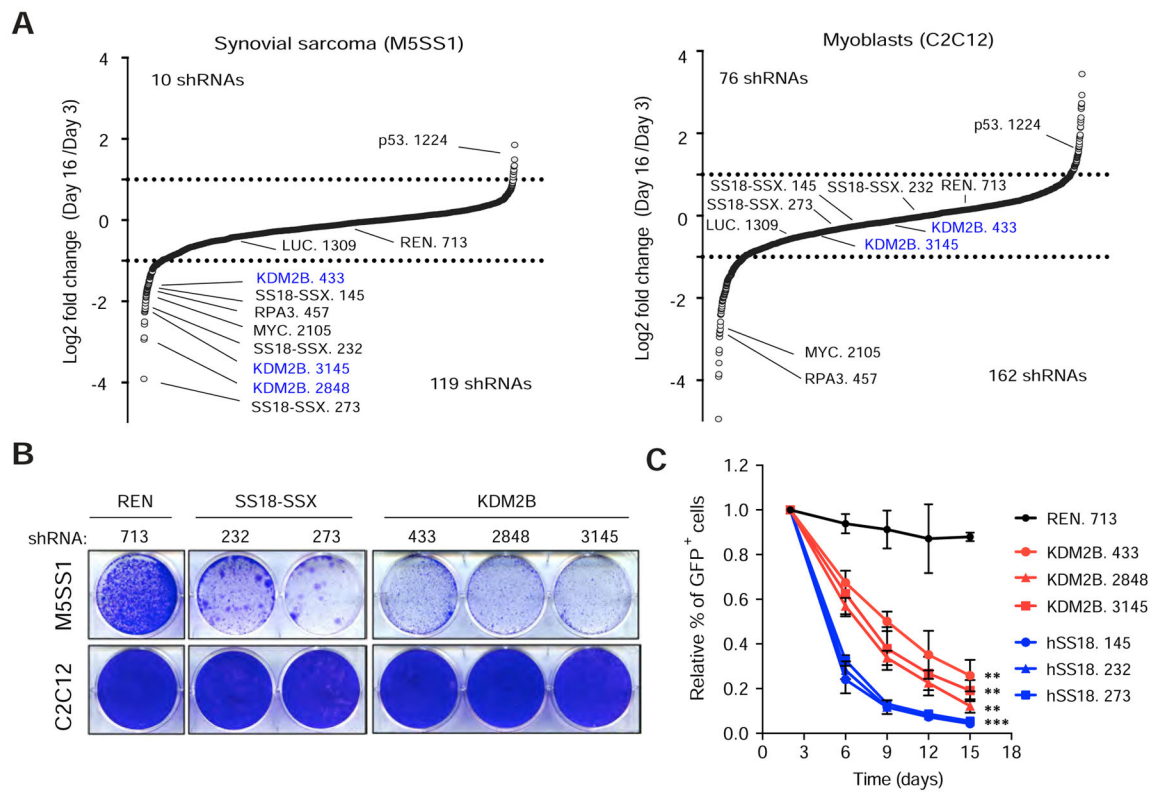 A
Synovial sarcoma (M5SS1)
Log2 fold change (Day 16 /Day 3)
4
2
0
-2
-4
10 shRNAs
p53. 1224
LUC. 1309
REN. 713
KDM2B. 433
SS18-SSX. 145
RPA3. 457
MYC. 2105
SS18-SSX. 232
KDM2B. 3145
KDM2B. 2848
SS18-SSX. 273
119 shRNAs
Myoblasts (C2C12)
Log2 fold change (Day 16 /Day 3)
4
2
0
-2
-4
76 shRNAs
p53. 1224
SS18-SSX. 145
SS18-SSX. 232
REN. 713
SS18-SSX. 273
LUC. 1309
KDM2B. 433
KDM2B. 3145
MYC. 2105
RPA3. 457
162 shRNAs
B
REN SS18-SSX KDM2B
shRNA: 713 232 273 433 2848 3145
M5SS1
C2C12
C
Relative % of GFP+ cells
1.2
1.0
0.8
0.6
0.4
0.2
0.0
0 3 6 9 12 15 18
Time (days)
**
**
**
***
REN. 713
KDM2B. 433
KDM2B. 2848
KDM2B. 3145
hSS18. 145
hSS18. 232
hSS18. 273